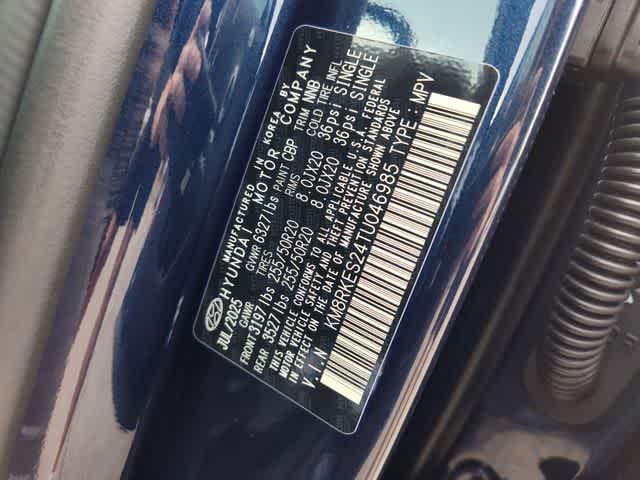 MANUFACTURED IN KOREA BY
HYUNDAI MOTOR COMPANY
JUL/2025 GVWR 6327lbs PAINT CBP TRIM NNB
GAWR TIRES RIMS COLD TIRE INFL.
FRONT 3197lbs 255/50R20 8.0JX20 36psi SINGLE
REAR 3527lbs 255/50R20 8.0JX20 36psi SINGLE
THIS VEHICLE CONFORMS TO ALL APPLICABLE U.S.A. FEDERAL
MOTOR VEHICLE SAFETY AND THEFT PREVENTION STANDARDS
IN EFFECT ON THE DATE OF MANUFACTURE SHOWN ABOVE
V.I.N KM8RKES24TU046985 TYPE : MPV